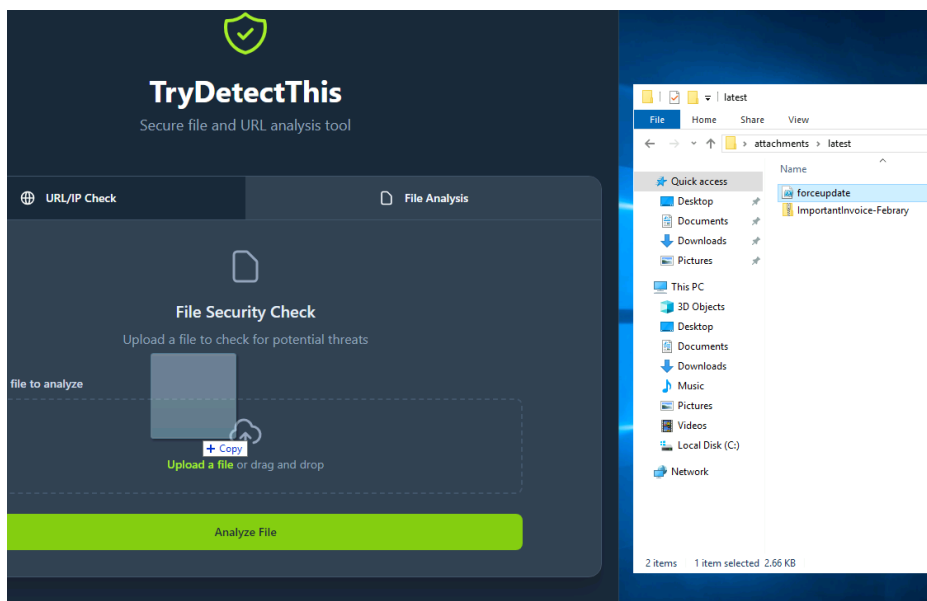 TryDetectThis
Secure file and URL analysis tool
URL/IP Check
File Analysis
File Security Check
Upload a file to check for potential threats
file to analyze
+ Copy
Upload a file or drag and drop
Analyze File
latest
File Home Share View
attachments > latest
Name
Quick access
Desktop
Documents
Downloads
Pictures
This PC
3D Objects
Desktop
Documents
Downloads
Music
Pictures
Videos
Local Disk (C:)
Network
forceupdate
ImportantInvoice-Febrary
2 items 1 item selected 2.66 KB